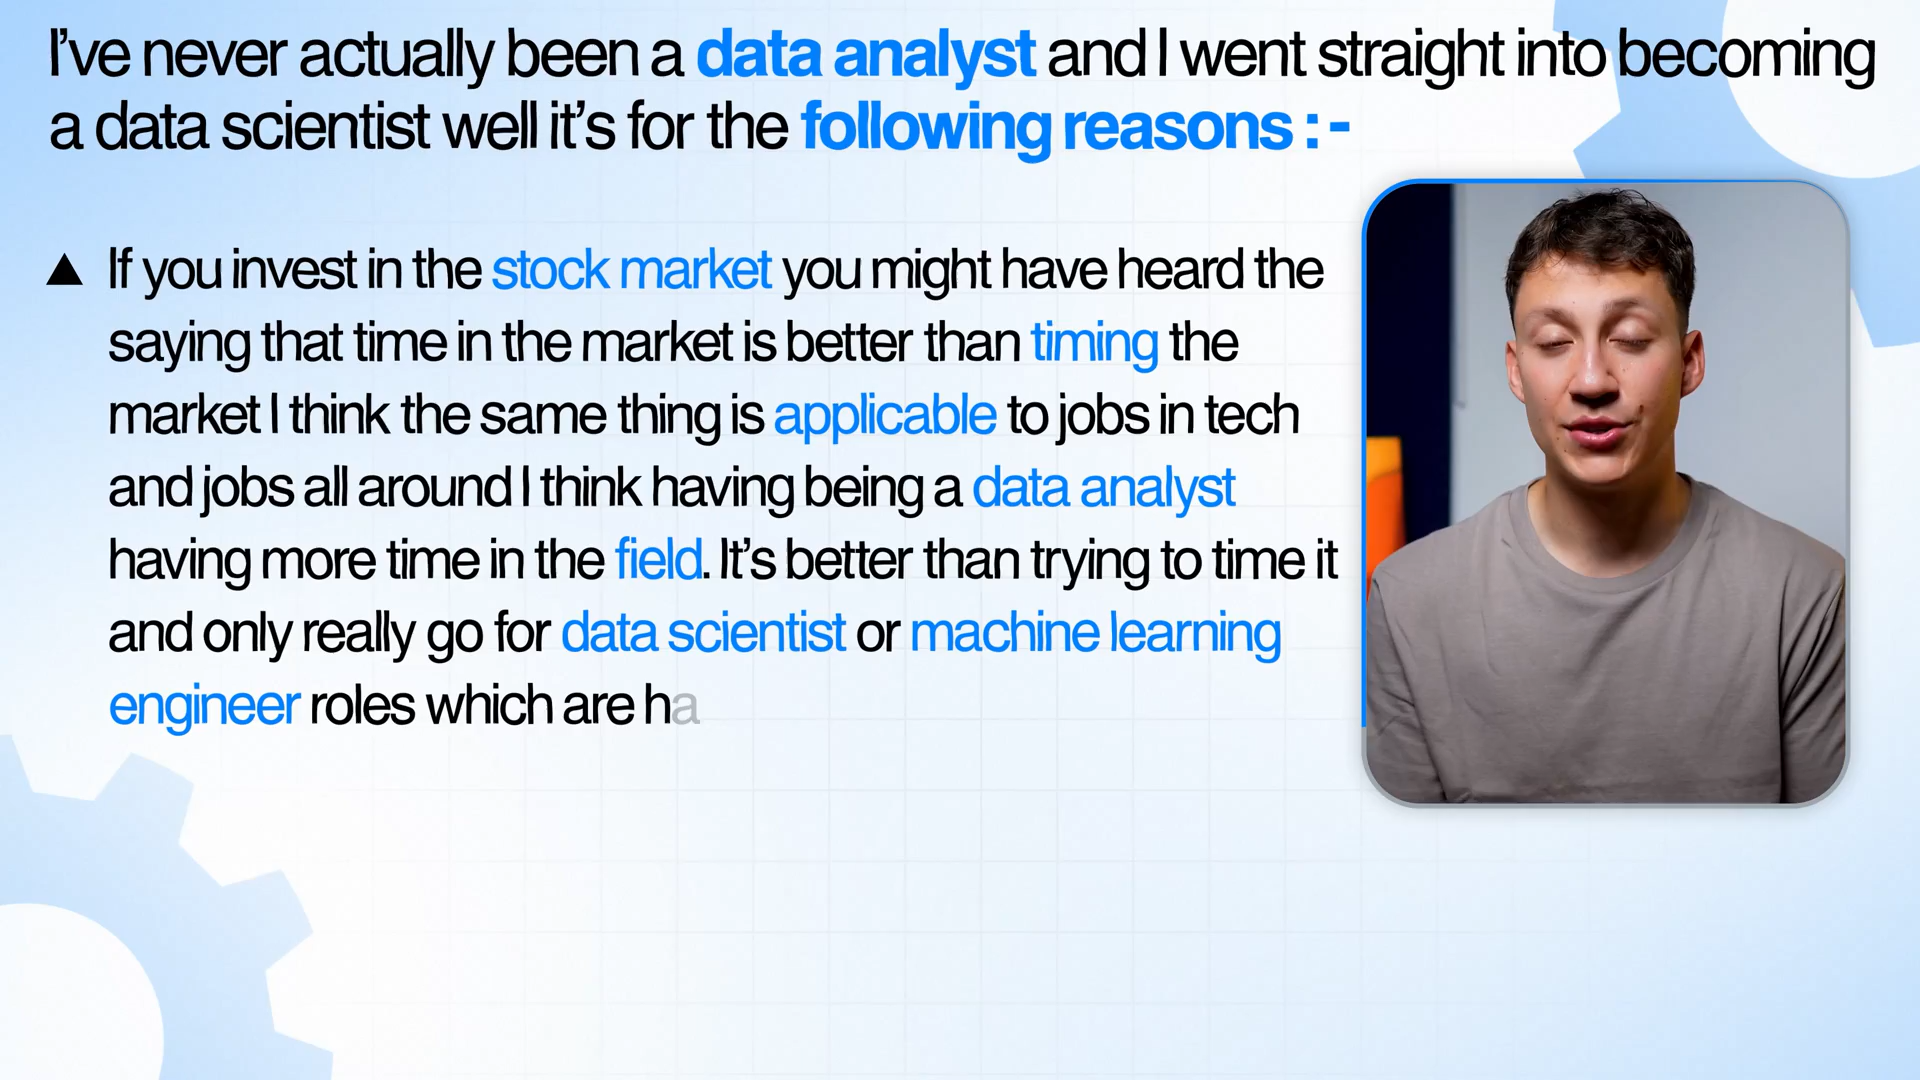 I've never actually been a data analyst and I went straight into becoming
a data scientist well it's for the following reasons : -
▲ If you invest in the stock market you might have heard the
saying that time in the market is better than timing the
market I think the same thing is applicable to jobs in tech
and jobs all around I think having being a data analyst
having more time in the field. It's better than trying to time it
and only really go for data scientist or machine learning
engineer roles which are ha